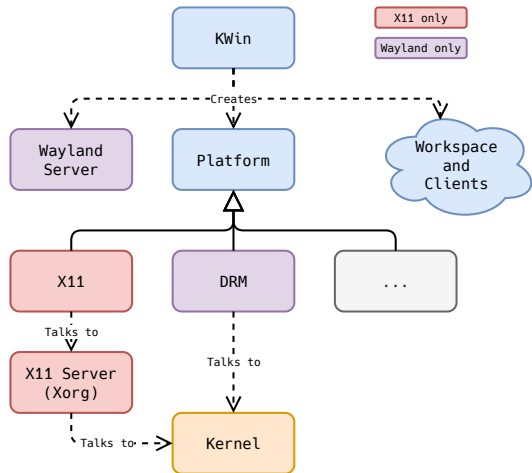 KWin
X11 only
Wayland only
Creates
Wayland
Server
Platform
Workspace
and
Clients
X11
DRM
...
Talks to
Talks to
X11 Server
(Xorg)
Talks to
Kernel